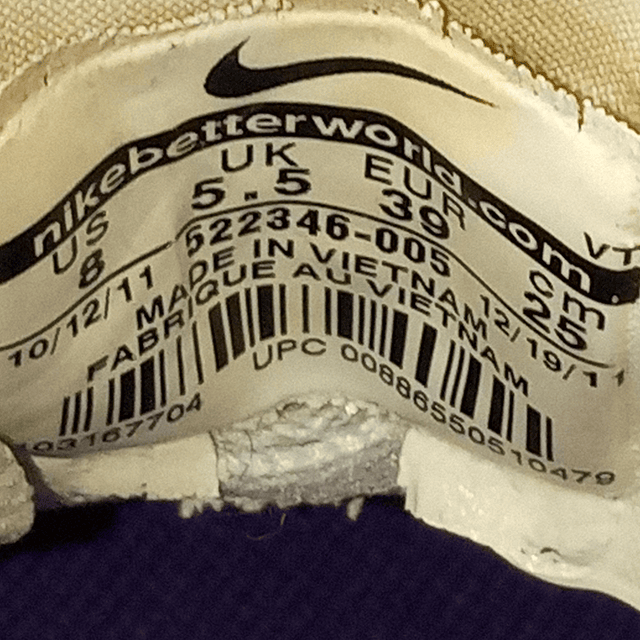 nikebetterworld.com
VT
US UK EUR cm
8 5.5 39 25
10/12/11 622346-005 12/19/11
MADE IN VIETNAM
FABRIQUE AU VIETNAM
UPC 00886550510479
03167704